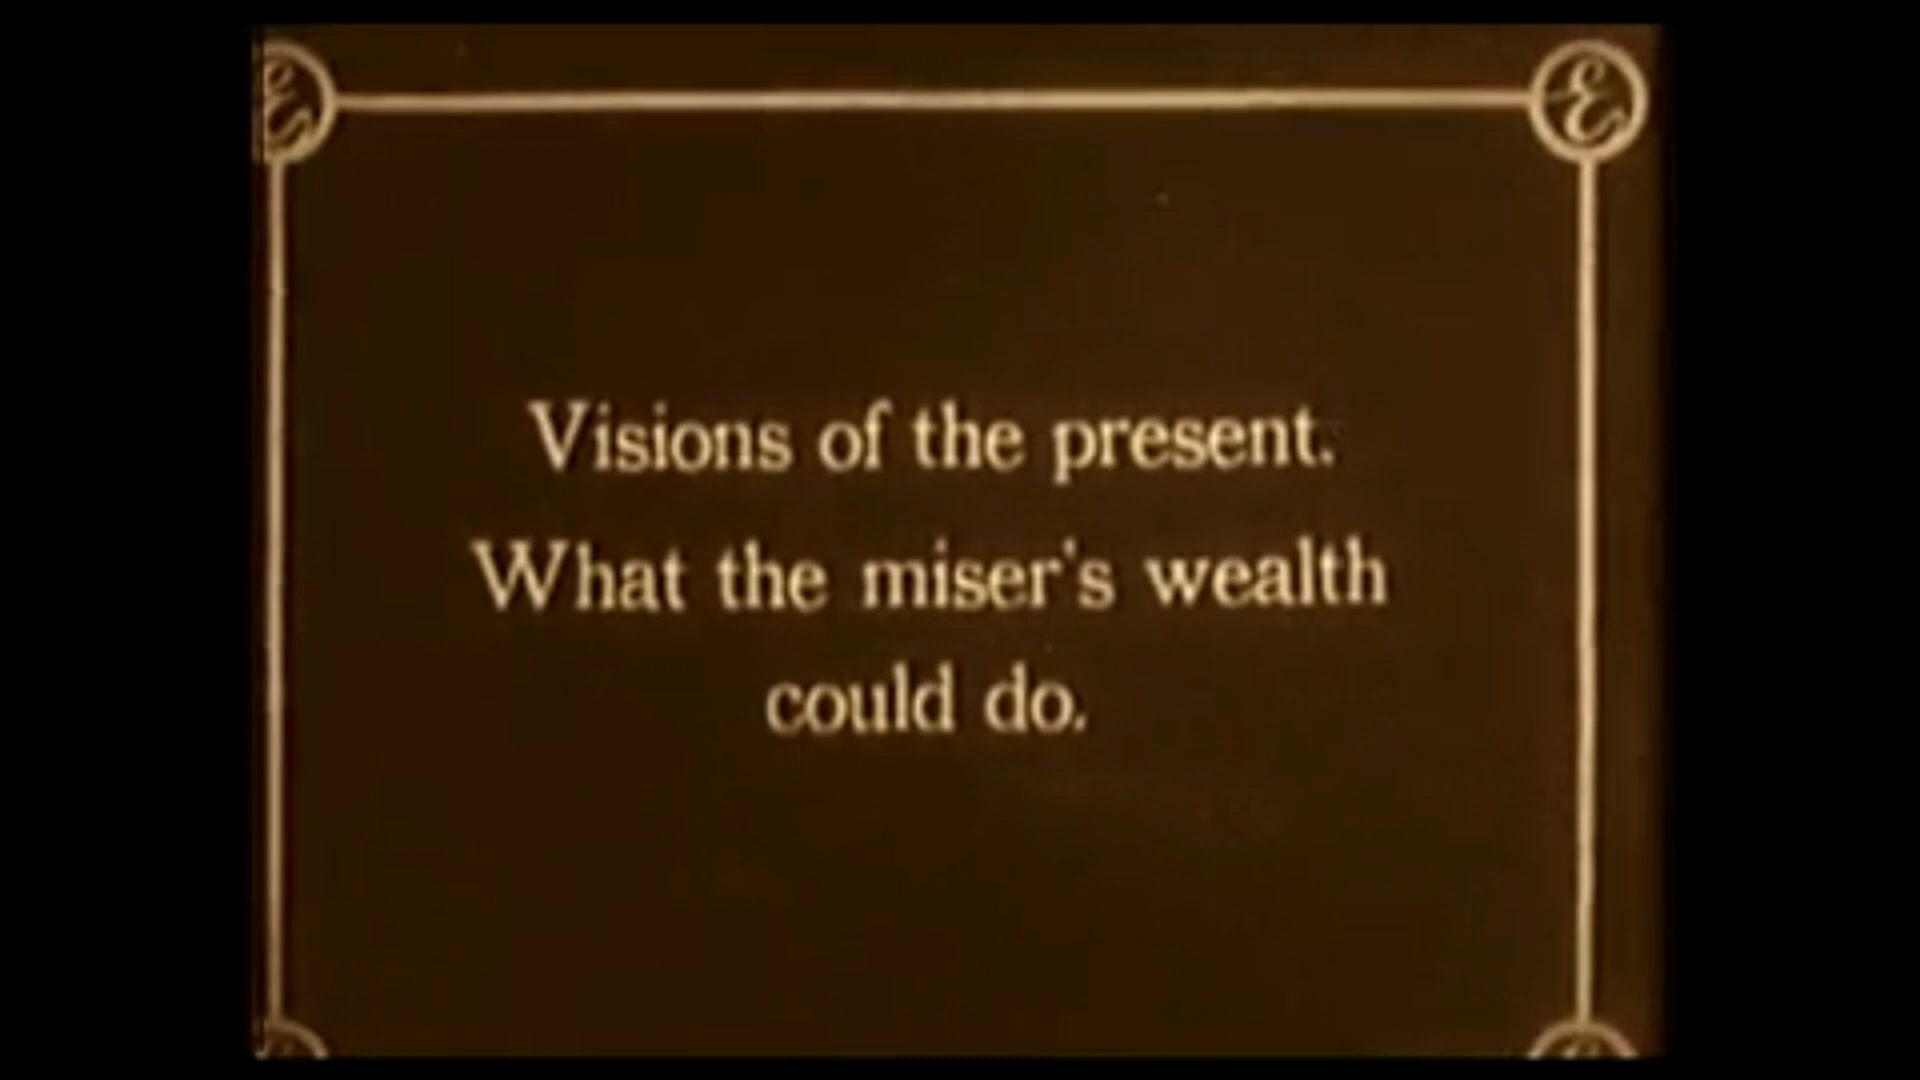 E
E
Visions of the present.
What the miser's wealth
could do.